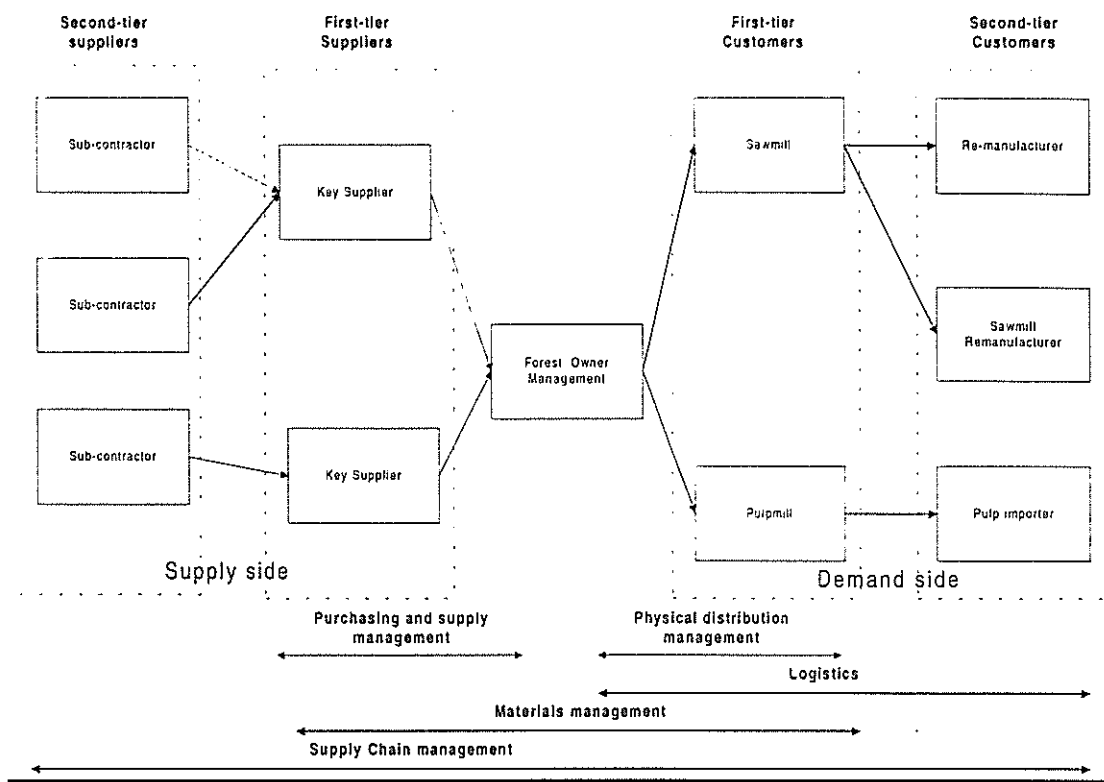 Second-tier
suppliers
First-tier
Suppliers
First-tier
Customers
Second-tier
Customers
Sub-contractor
Key Supplier
Sawmill
Re-manufacturer
Sub-contractor
Sawmill
Remanufacturer
Forest Owner
Management
Sub-contractor
Key Supplier
Pulpmill
Pulp importer
Supply side
Demand side
Purchasing and supply
management
Physical distribution
management
Logistics
Materials management
Supply Chain management